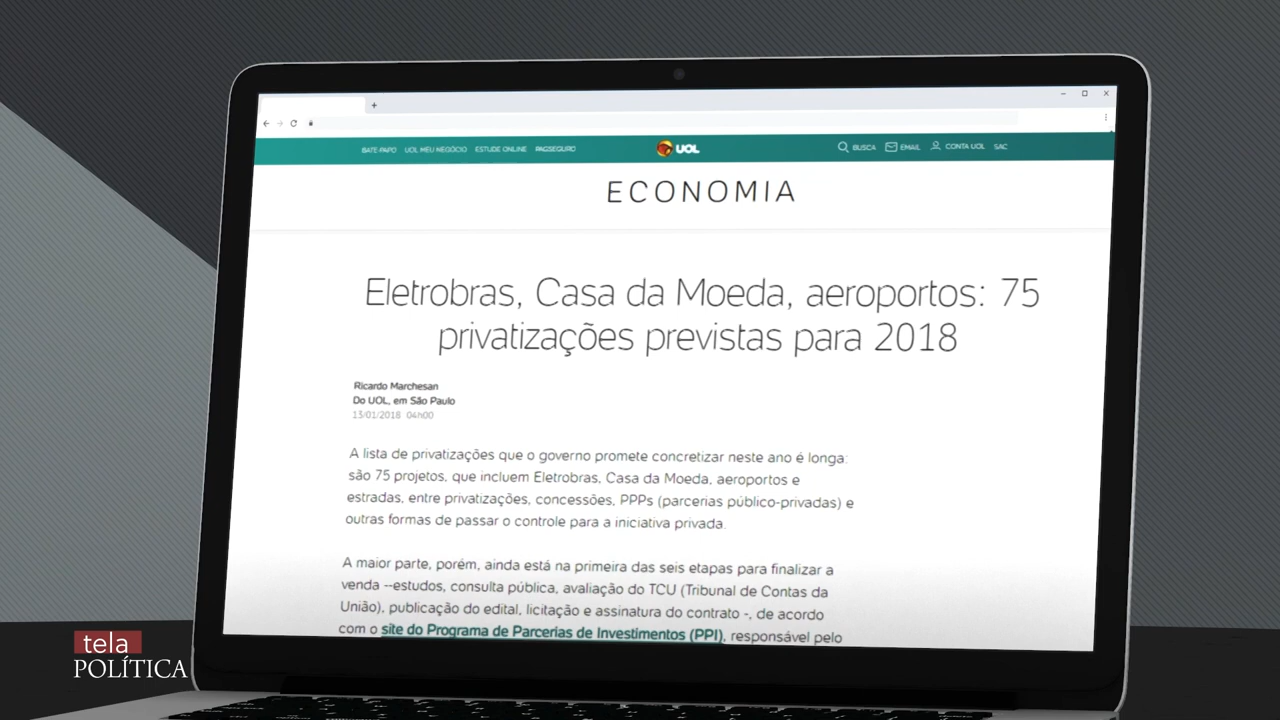 BATE-PAPO UOL MEU NEGÓCIO ESTUDE ONLINE PAGSEGURO UOL BUSCA EMAIL CONTA UOL SAC
ECONOMIA
Eletrobras, Casa da Moeda, aeroportos: 75
privatizações previstas para 2018
Ricardo Marchesan
Do UOL, em São Paulo
13/01/2018 04h00
A lista de privatizações que o governo promete concretizar neste ano é longa:
são 75 projetos, que incluem Eletrobras, Casa da Moeda, aeroportos e
estradas, entre privatizações, concessões, PPPs (parcerias público-privadas) e
outras formas de passar o controle para a iniciativa privada.
A maior parte, porém, ainda está na primeira das seis etapas para finalizar a
venda --estudos, consulta pública, avaliação do TCU (Tribunal de Contas da
União), publicação do edital, licitação e assinatura do contrato -, de acordo
com o site do Programa de Parcerias de Investimentos (PPI), responsável pelo
tela
POLÍTICA